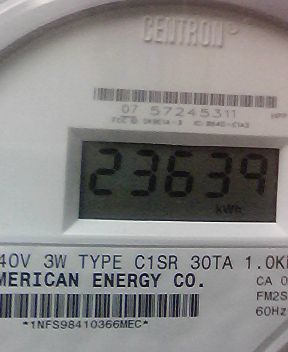 CENTRON®
07 57245311
23639
kWh
40V 3W TYPE C1SR 30TA 1.0K
MERICAN ENERGY CO.
CA 0
FM2S
60Hz
*1NFS98410366MEC*